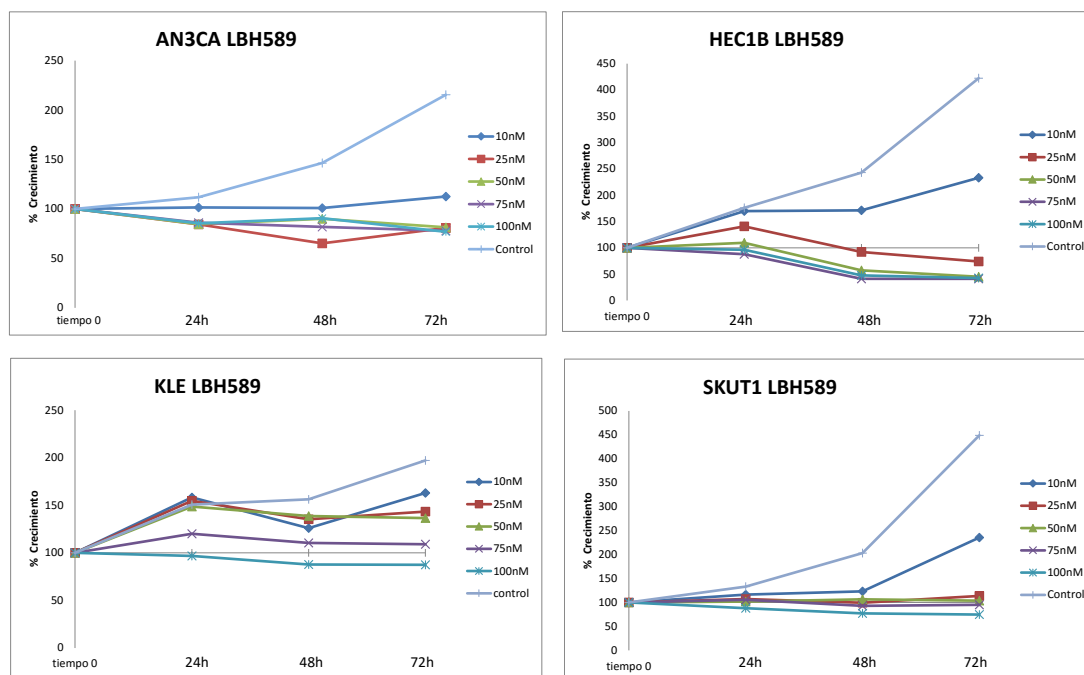 AN3CA LBH589
% Crecimiento
250
200
150
100
50
0
tiempo 0
24h
48h
72h
10nM
25nM
50nM
75nM
100nM
Control
HEC1B LBH589
% Crecimiento
450
400
350
300
250
200
150
100
50
0
tiempo 0
24h
48h
72h
10nM
25nM
50nM
75nM
100nM
Control
KLE LBH589
% Crecimiento
250
200
150
100
50
0
tiempo 0
24h
48h
72h
10nM
25nM
50nM
75nM
100nM
control
SKUT1 LBH589
% Crecimiento
500
450
400
350
300
250
200
150
100
50
0
tiempo 0
24h
48h
72h
10nM
25nM
50nM
75nM
100nM
Control